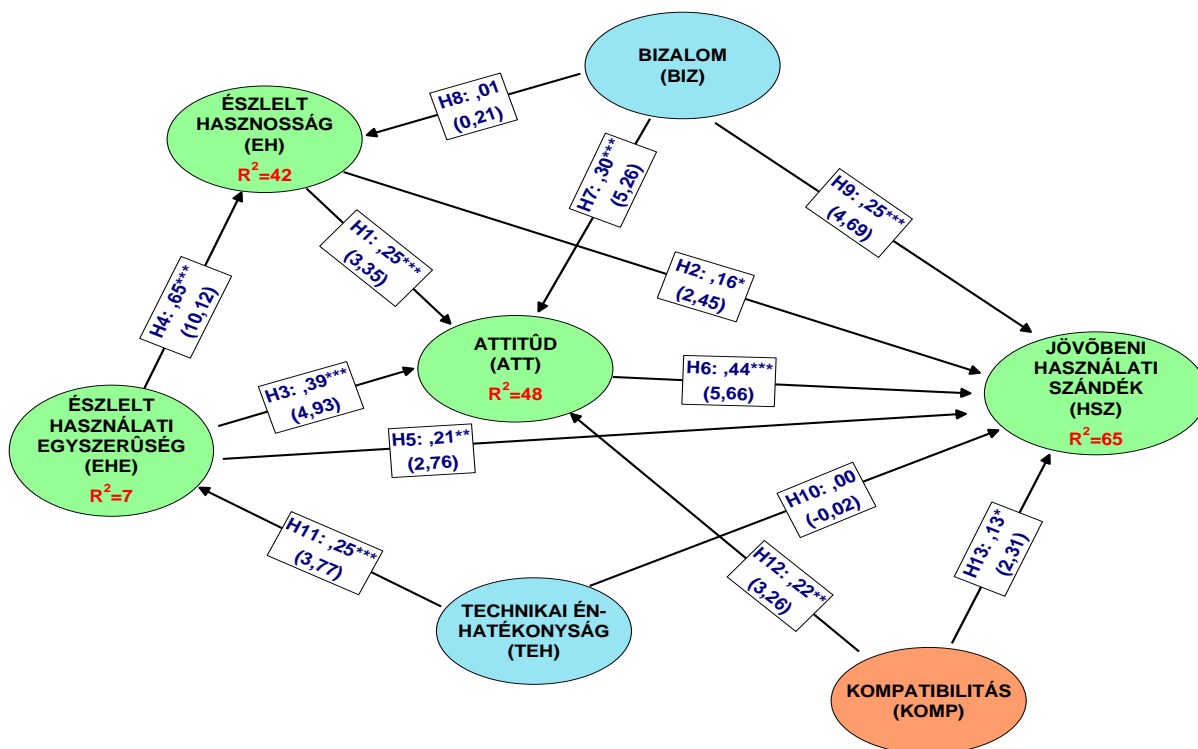 BIZALOM
(BIZ)
ÉSZLELT
HASZNOSSÁG
(EH)
R²=42
H8: ,01
(0,21)
H7: ,30***
(5,26)
H9: ,25***
(4,69)
H1: ,25***
(3,35)
H2: ,16*
(2,45)
H4: ,65***
(10,12)
ATTITÛD
(ATT)
R²=48
JÖVÕBENI
HASZNÁLATI
SZÁNDÉK
(HSZ)
R²=65
H3: ,39***
(4,93)
H6: ,44***
(5,66)
ÉSZLELT
HASZNÁLATI
EGYSZERÛSÉG
(EHE)
R²=7
H5: ,21**
(2,76)
H10: ,00
(-0,02)
H11: ,25***
(3,77)
H12: ,22**
(3,26)
H13: ,13*
(2,31)
TECHNIKAI ÉN-
HATÉKONYSÁG
(TEH)
KOMPATIBILITÁS
(KOMP)